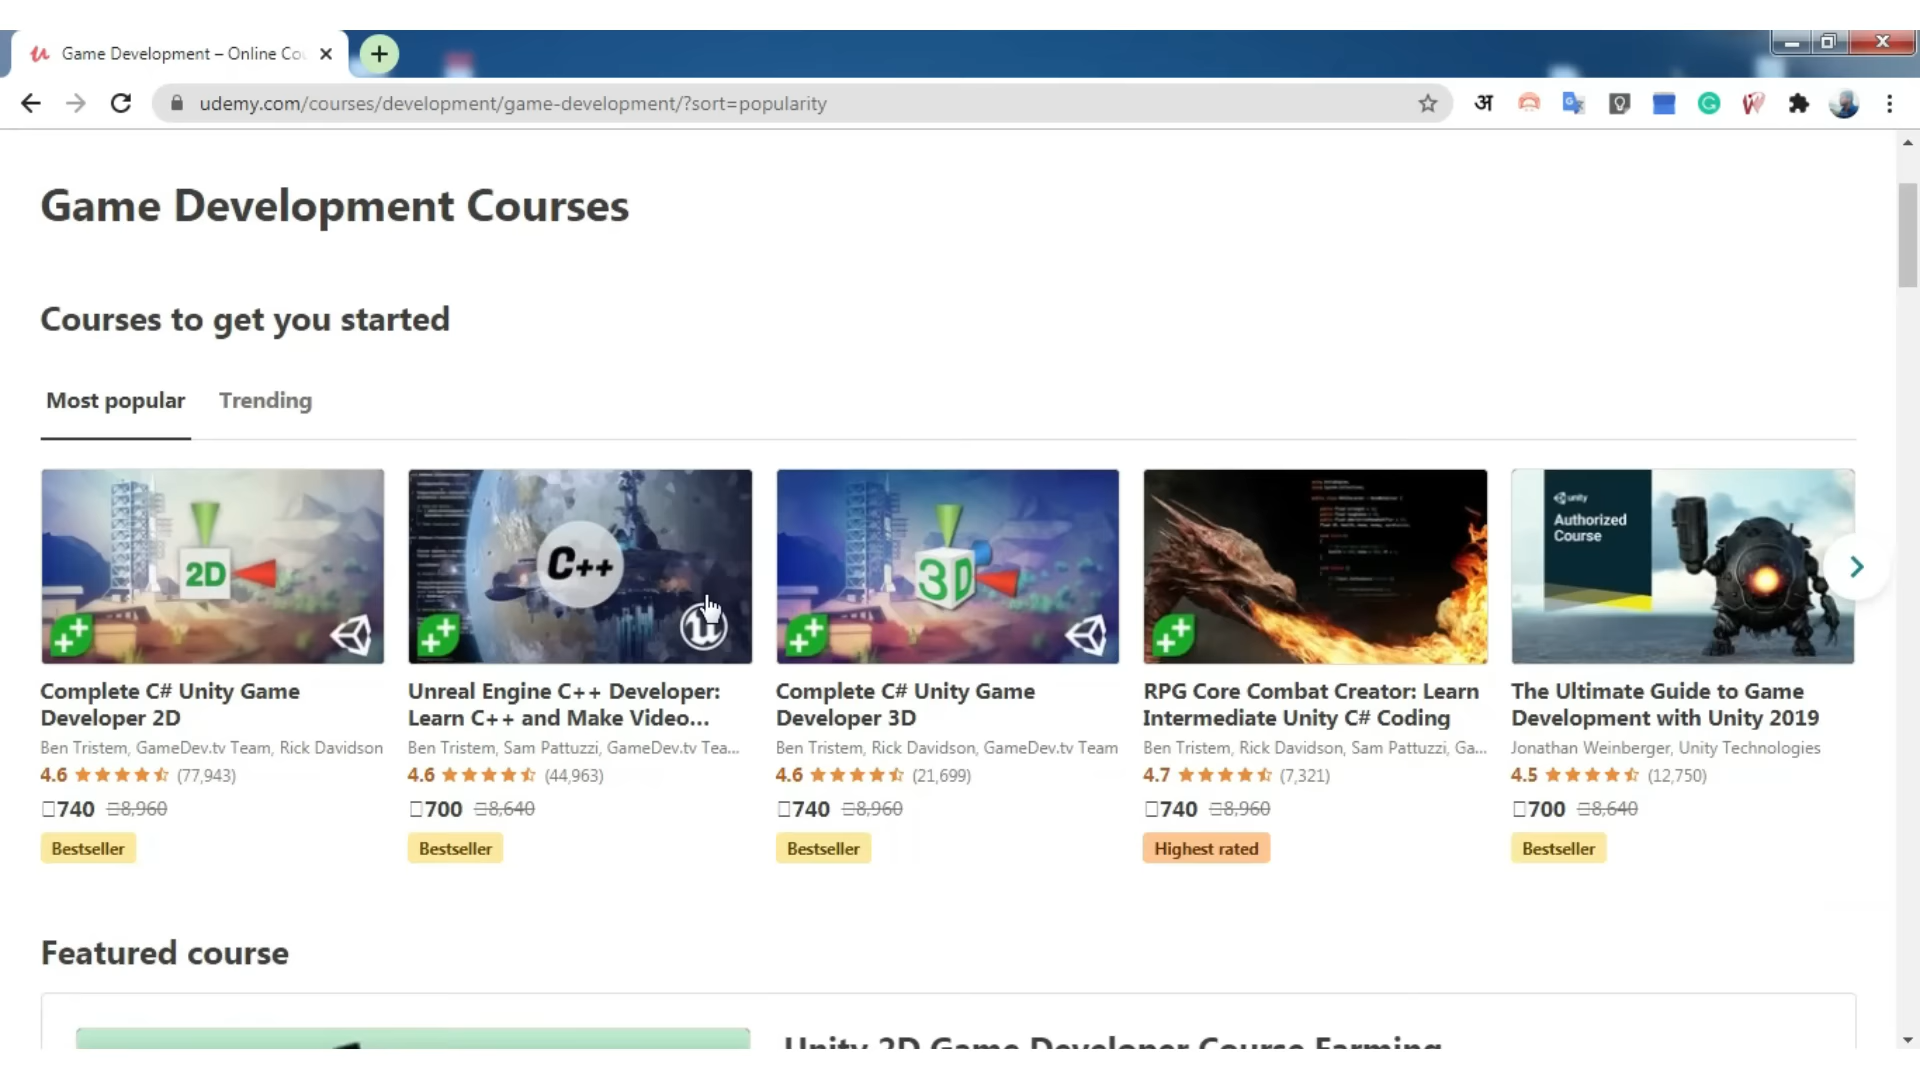 Game Development – Online Co
udemy.com/courses/development/game-development/?sort=popularity
अ
Game Development Courses
Courses to get you started
Most popular Trending
2D
C++
3D
unity
Authorized
Course
Complete C# Unity Game
Developer 2D
Ben Tristem, GameDev.tv Team, Rick Davidson
4.6 (77,943)
740 8,960
Bestseller
Unreal Engine C++ Developer:
Learn C++ and Make Video...
Ben Tristem, Sam Pattuzzi, GameDev.tv Tea...
4.6 (44,963)
700 8,640
Bestseller
Complete C# Unity Game
Developer 3D
Ben Tristem, Rick Davidson, GameDev.tv Team
4.6 (21,699)
740 8,960
Bestseller
RPG Core Combat Creator: Learn
Intermediate Unity C# Coding
Ben Tristem, Rick Davidson, Sam Pattuzzi, Ga...
4.7 (7,321)
740 8,960
Highest rated
The Ultimate Guide to Game
Development with Unity 2019
Jonathan Weinberger, Unity Technologies
4.5 (12,750)
700 8,640
Bestseller
Featured course
Unity 2D Game Developer Course Farming